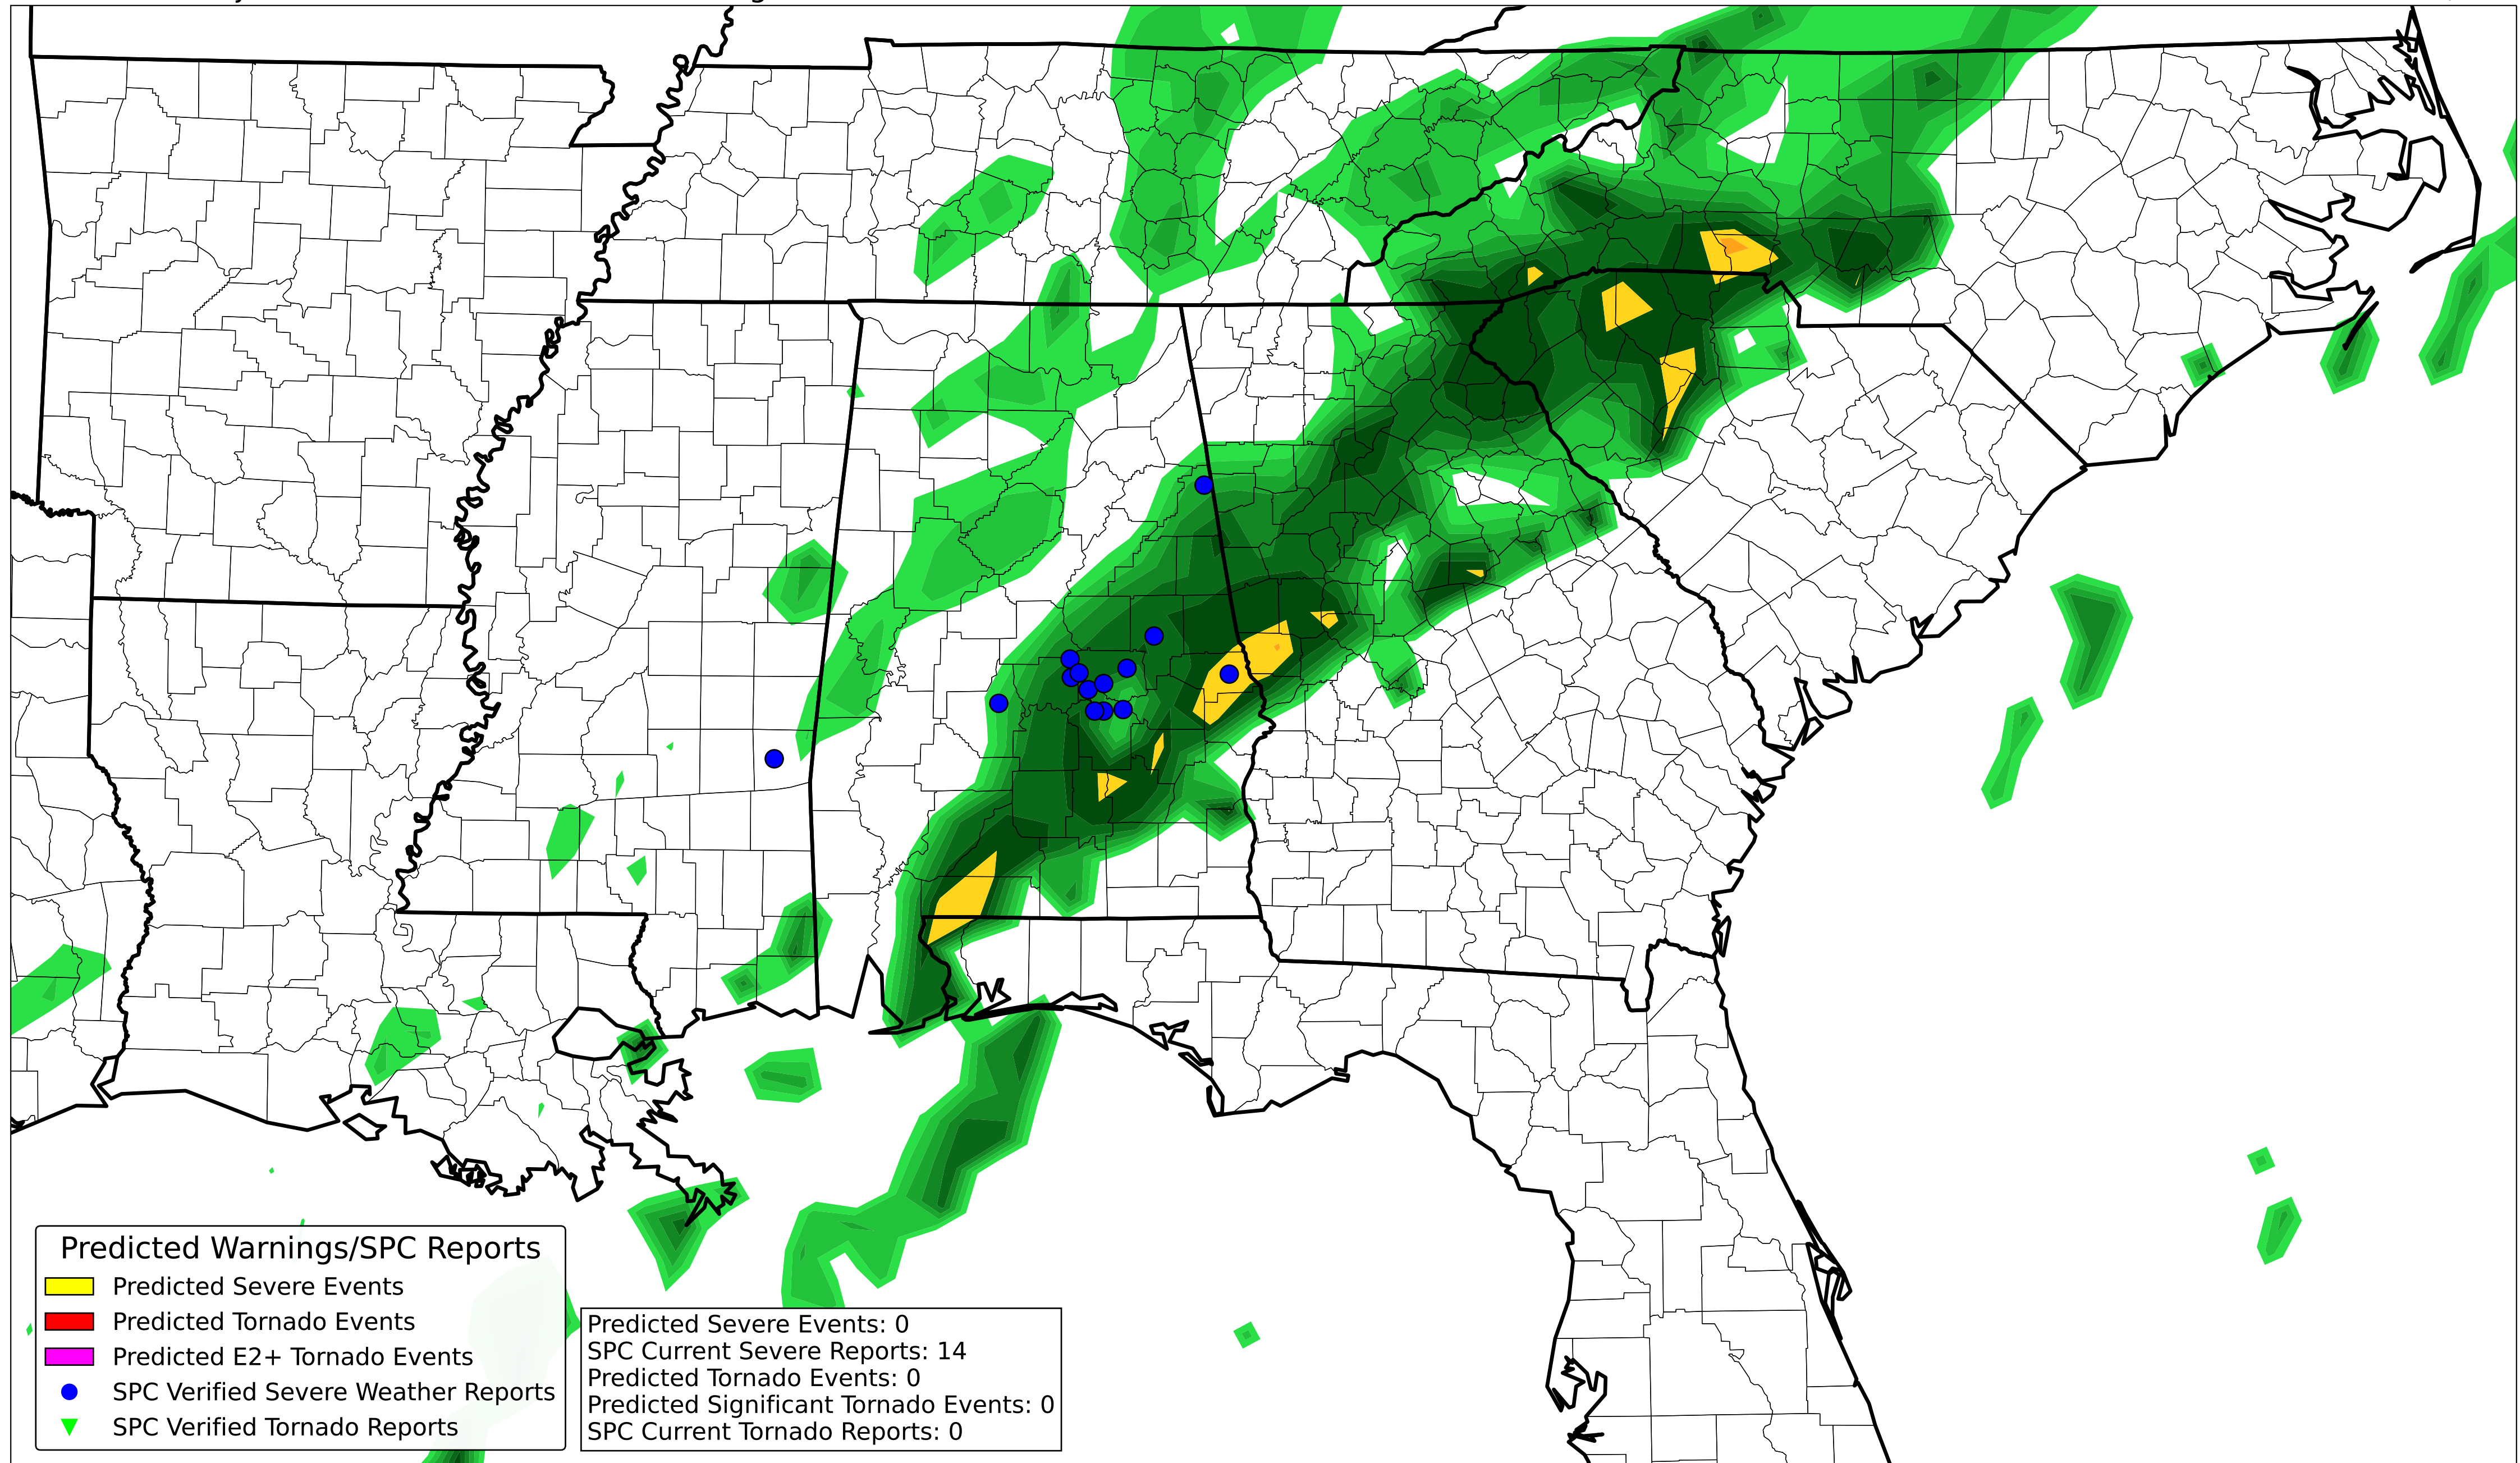 Predicted Warnings/SPC Reports
Predicted Severe Events
Predicted Tornado Events
Predicted E2+ Tornado Events
SPC Verified Severe Weather Reports
SPC Verified Tornado Reports
Predicted Severe Events: 0
SPC Current Severe Reports: 14
Predicted Tornado Events: 0
Predicted Significant Tornado Events: 0
SPC Current Tornado Reports: 0